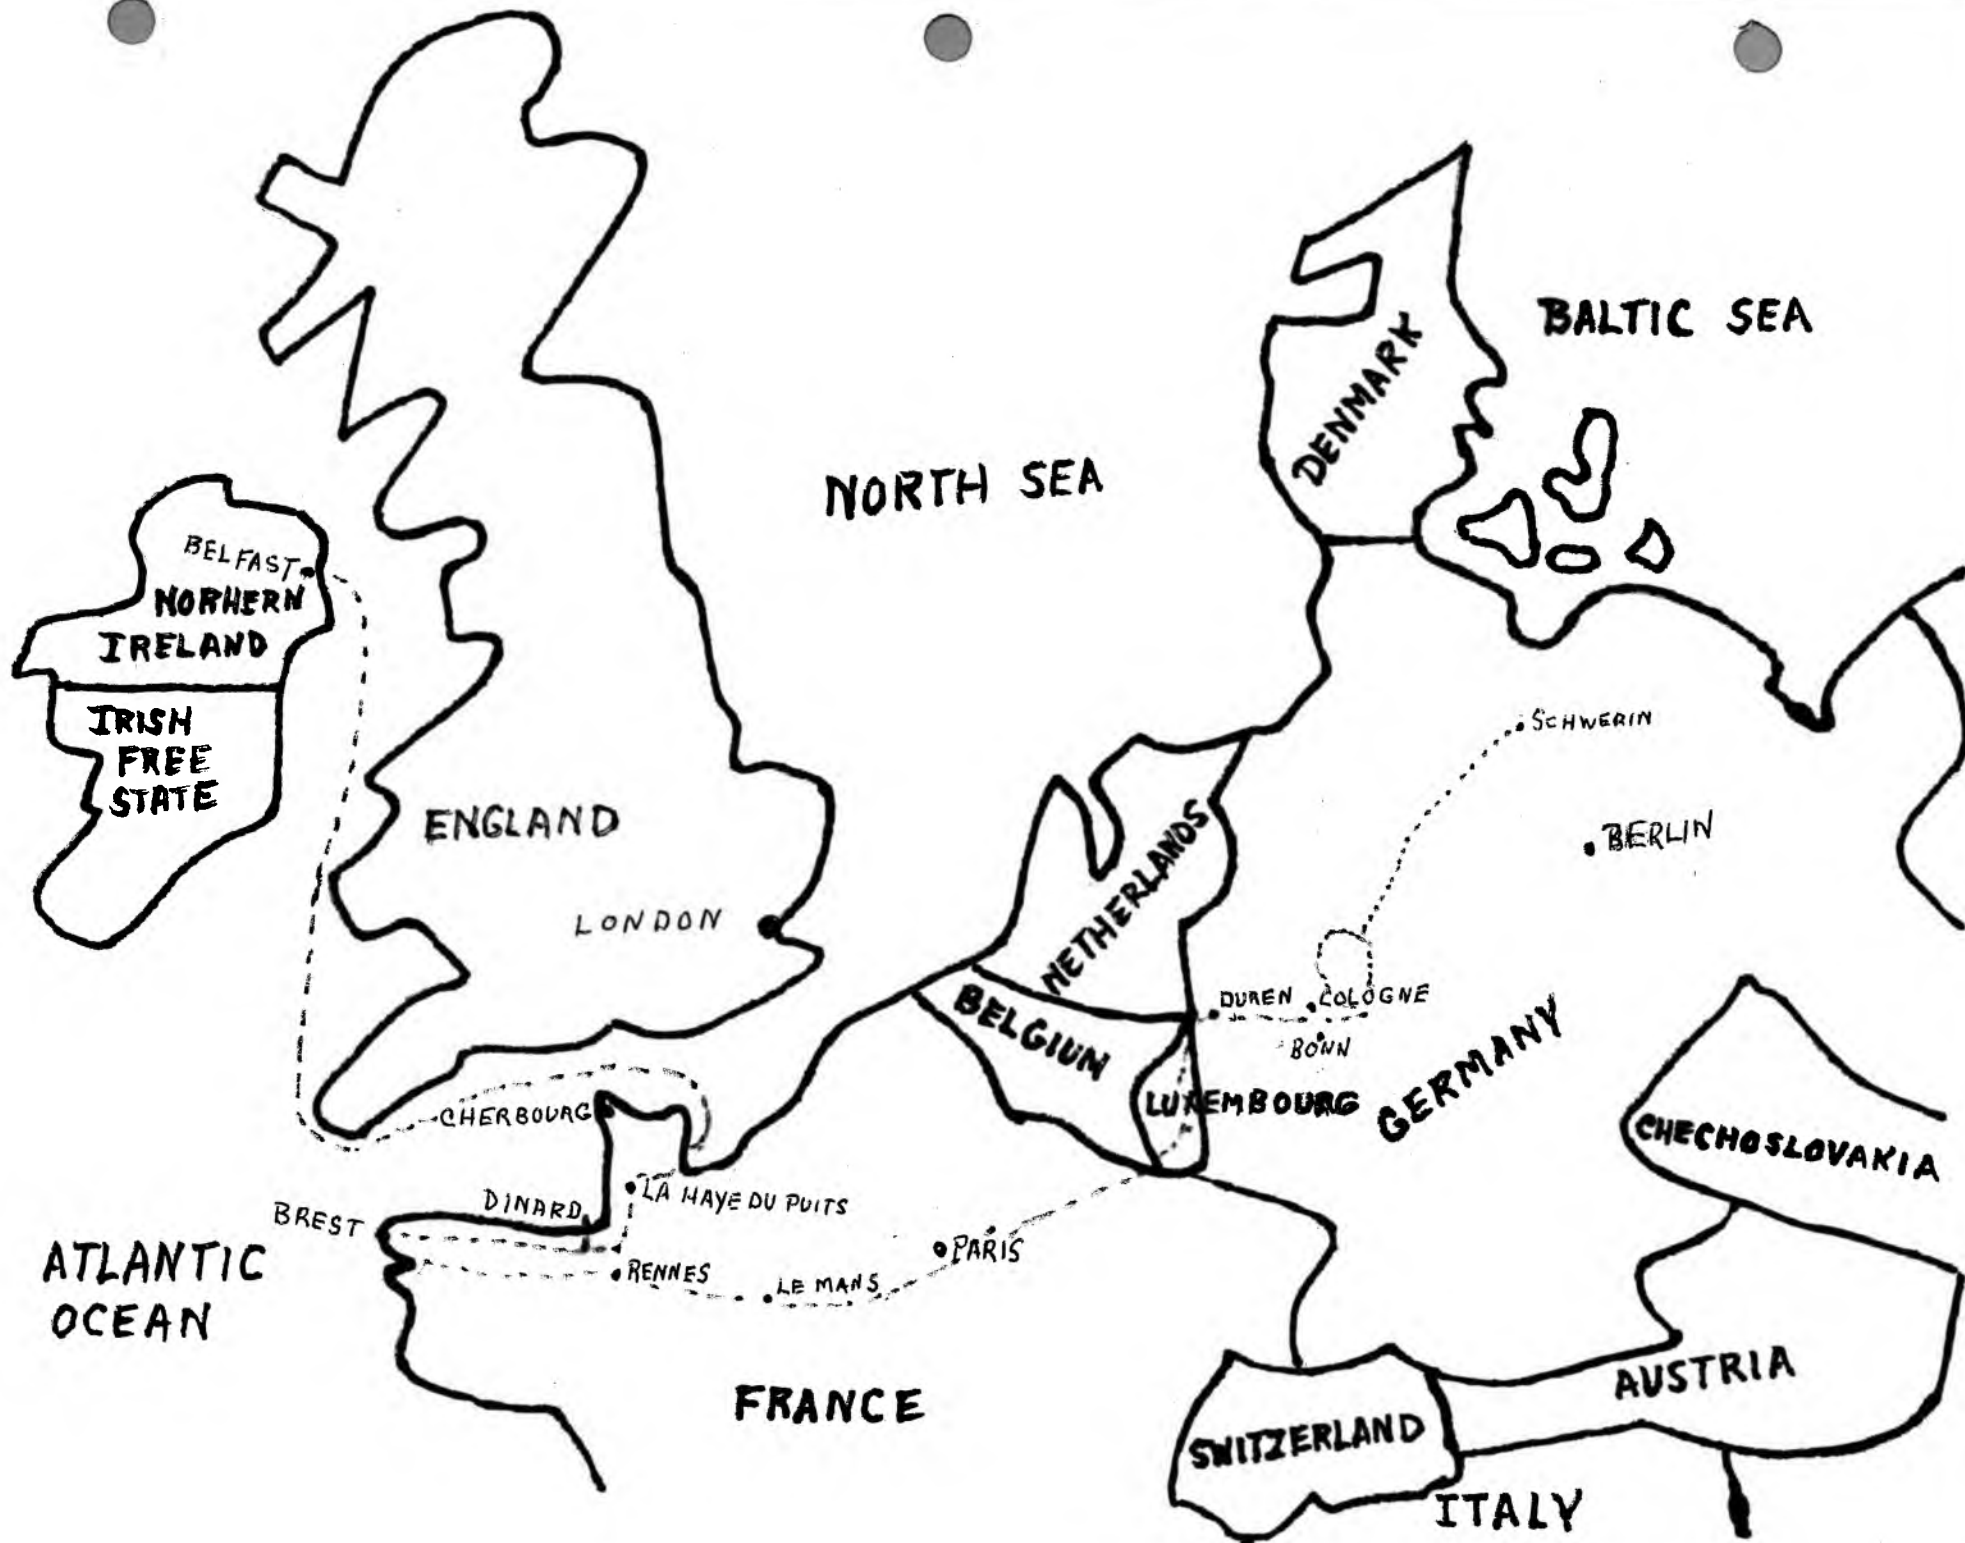 BALTIC SEA
DENMARK
NORTH SEA
BELFAST
NORHERN
IRELAND
IRISH
FREE
STATE
SCHWERIN
ENGLAND
BERLIN
NETHERLANDS
LONDON
DUREN
COLOGNE
BELGIUM
BONN
GERMANY
LUXEMBOURG
CHERBOURG
CHECHOSLOVAKIA
LA HAYE DU PUITS
DINARD
BREST
PARIS
ATLANTIC
OCEAN
RENNES
LE MANS
FRANCE
AUSTRIA
SWITZERLAND
ITALY